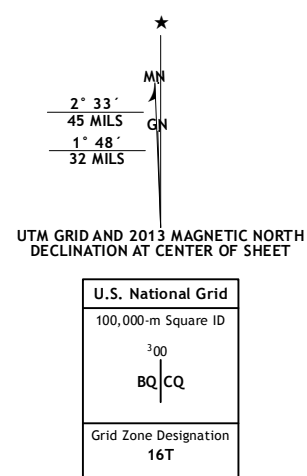 ★
MN
2° 33´
45 MILS
GN
1° 48´
32 MILS
UTM GRID AND 2013 MAGNETIC NORTH
DECLINATION AT CENTER OF SHEET
U.S. National Grid
100,000-m Square ID
³00
BQ CQ
Grid Zone Designation
16T